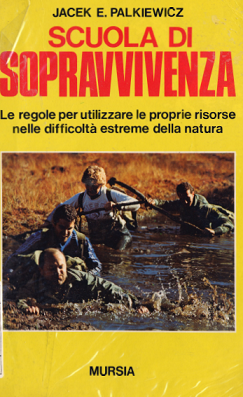 JACEK E. PALKIEWICZ
SCUOLA DI
SOPRAVVIVENZA
Le regole per utilizzare le proprie risorse
nelle difficoltà estreme della natura
MURSIA